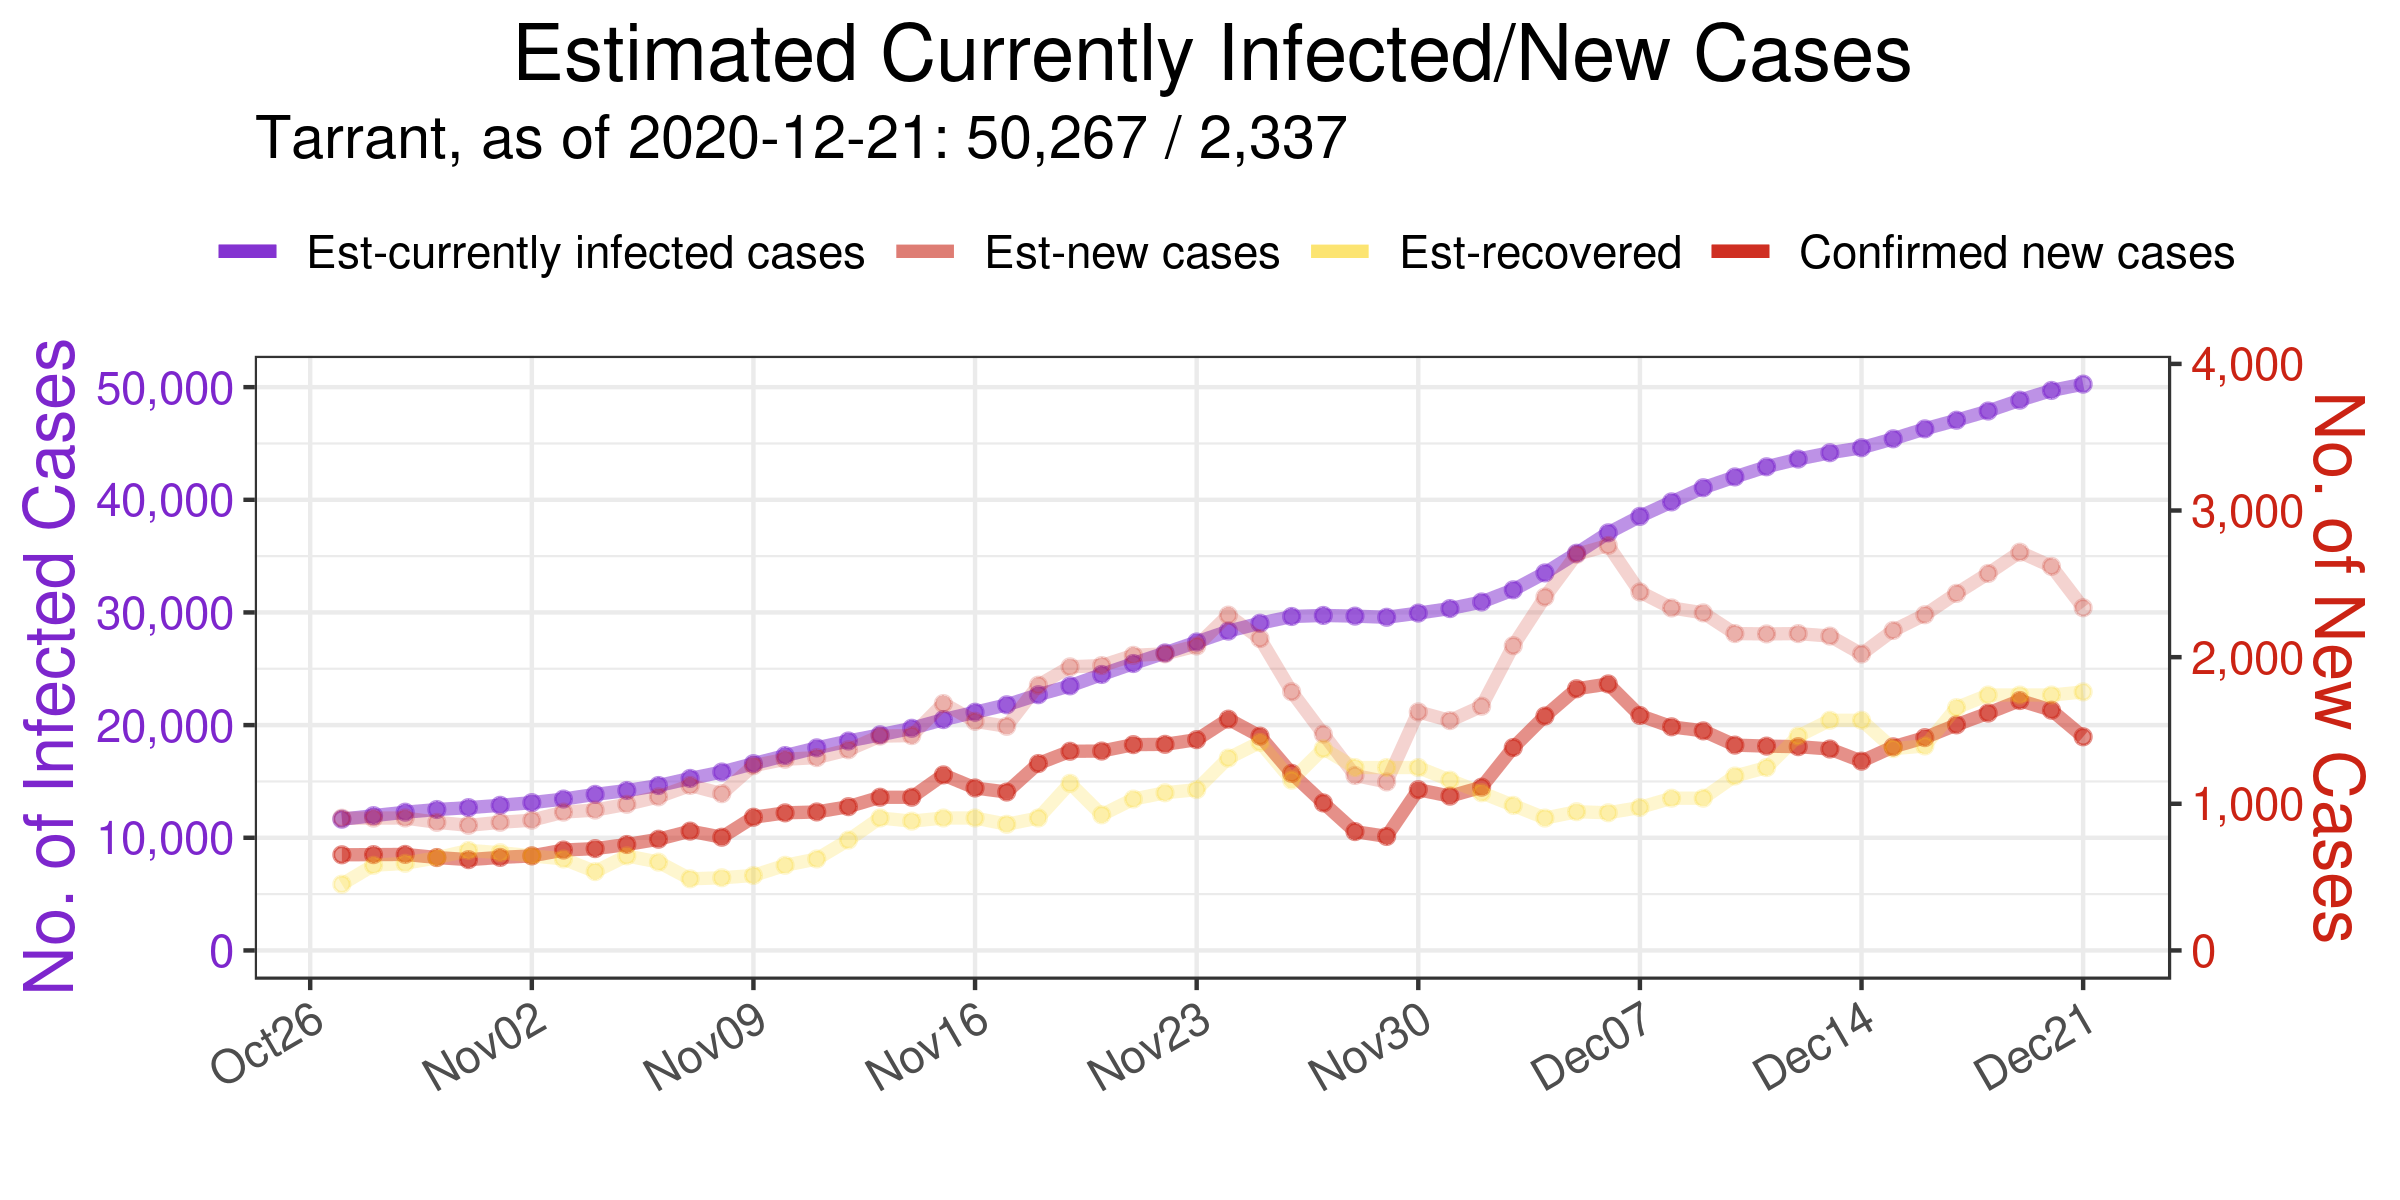 Estimated Currently Infected/New Cases
Tarrant, as of 2020-12-21: 50,267 / 2,337
Est-currently infected cases Est-new cases Est-recovered Confirmed new cases
No. of Infected Cases
50,000
40,000
30,000
20,000
10,000
0
4,000
3,000
2,000
1,000
0
No. of New Cases
Oct26 Nov02 Nov09 Nov16 Nov23 Nov30 Dec07 Dec14 Dec21